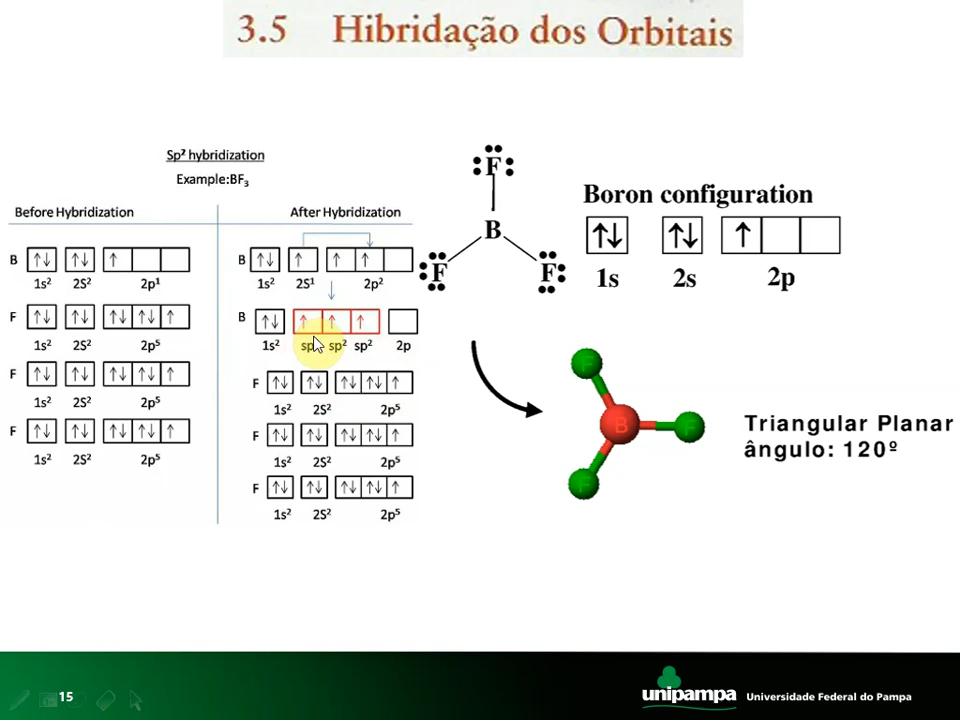 3.5 Hibridação dos Orbitais
Sp² hybridization
Example:BF₃
Before Hybridization
After Hybridization
B ↑↓ ↑↓ ↑
1s² 2S² 2p¹
F ↑↓ ↑↓ ↑↓ ↑↓ ↑
1s² 2S² 2p⁵
F ↑↓ ↑↓ ↑↓ ↑↓ ↑
1s² 2S² 2p⁵
F ↑↓ ↑↓ ↑↓ ↑↓ ↑
1s² 2S² 2p⁵
B ↑↓ ↑ ↑ ↑
1s² 2S¹ 2p²
B ↑↓ ↑ ↑ ↑
1s² sp sp² sp² 2p
F ↑↓ ↑↓ ↑↓ ↑↓ ↑
1s² 2S² 2p⁵
F ↑↓ ↑↓ ↑↓ ↑↓ ↑
1s² 2S² 2p⁵
F ↑↓ ↑↓ ↑↓ ↑↓ ↑
1s² 2S² 2p⁵
F
B
F F
Boron configuration
↑↓ ↑↓ ↑
1s 2s 2p
F
B F
F
Triangular Planar
ângulo: 120º
15
unipampa Universidade Federal do Pampa